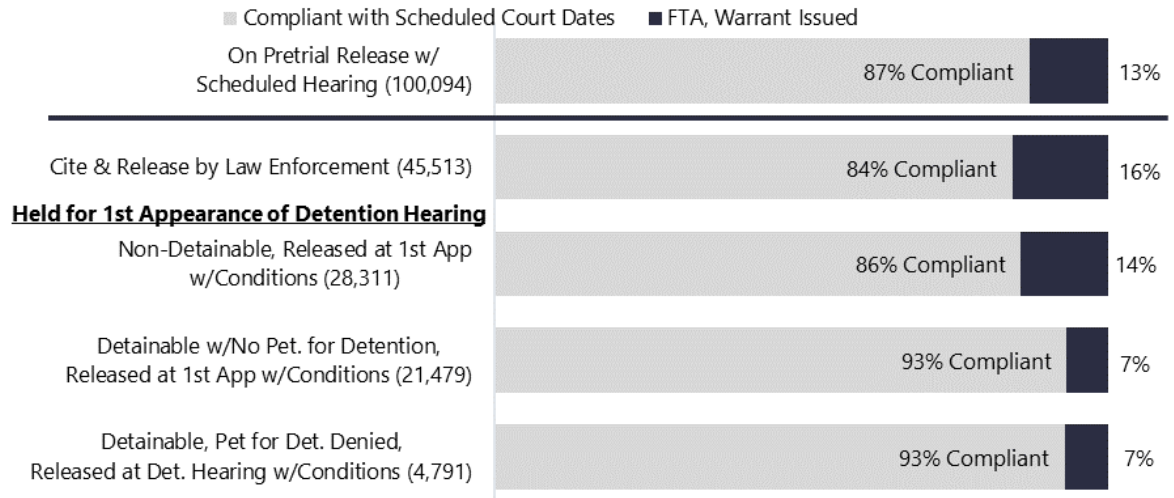 Compliant with Scheduled Court Dates FTA, Warrant Issued
On Pretrial Release w/
Scheduled Hearing (100,094)
87% Compliant 13%
Cite & Release by Law Enforcement (45,513)
84% Compliant 16%
Held for 1st Appearance of Detention Hearing
Non-Detainable, Released at 1st App
w/Conditions (28,311)
86% Compliant 14%
Detainable w/No Pet. for Detention,
Released at 1st App w/Conditions (21,479)
93% Compliant 7%
Detainable, Pet for Det. Denied,
Released at Det. Hearing w/Conditions (4,791)
93% Compliant 7%